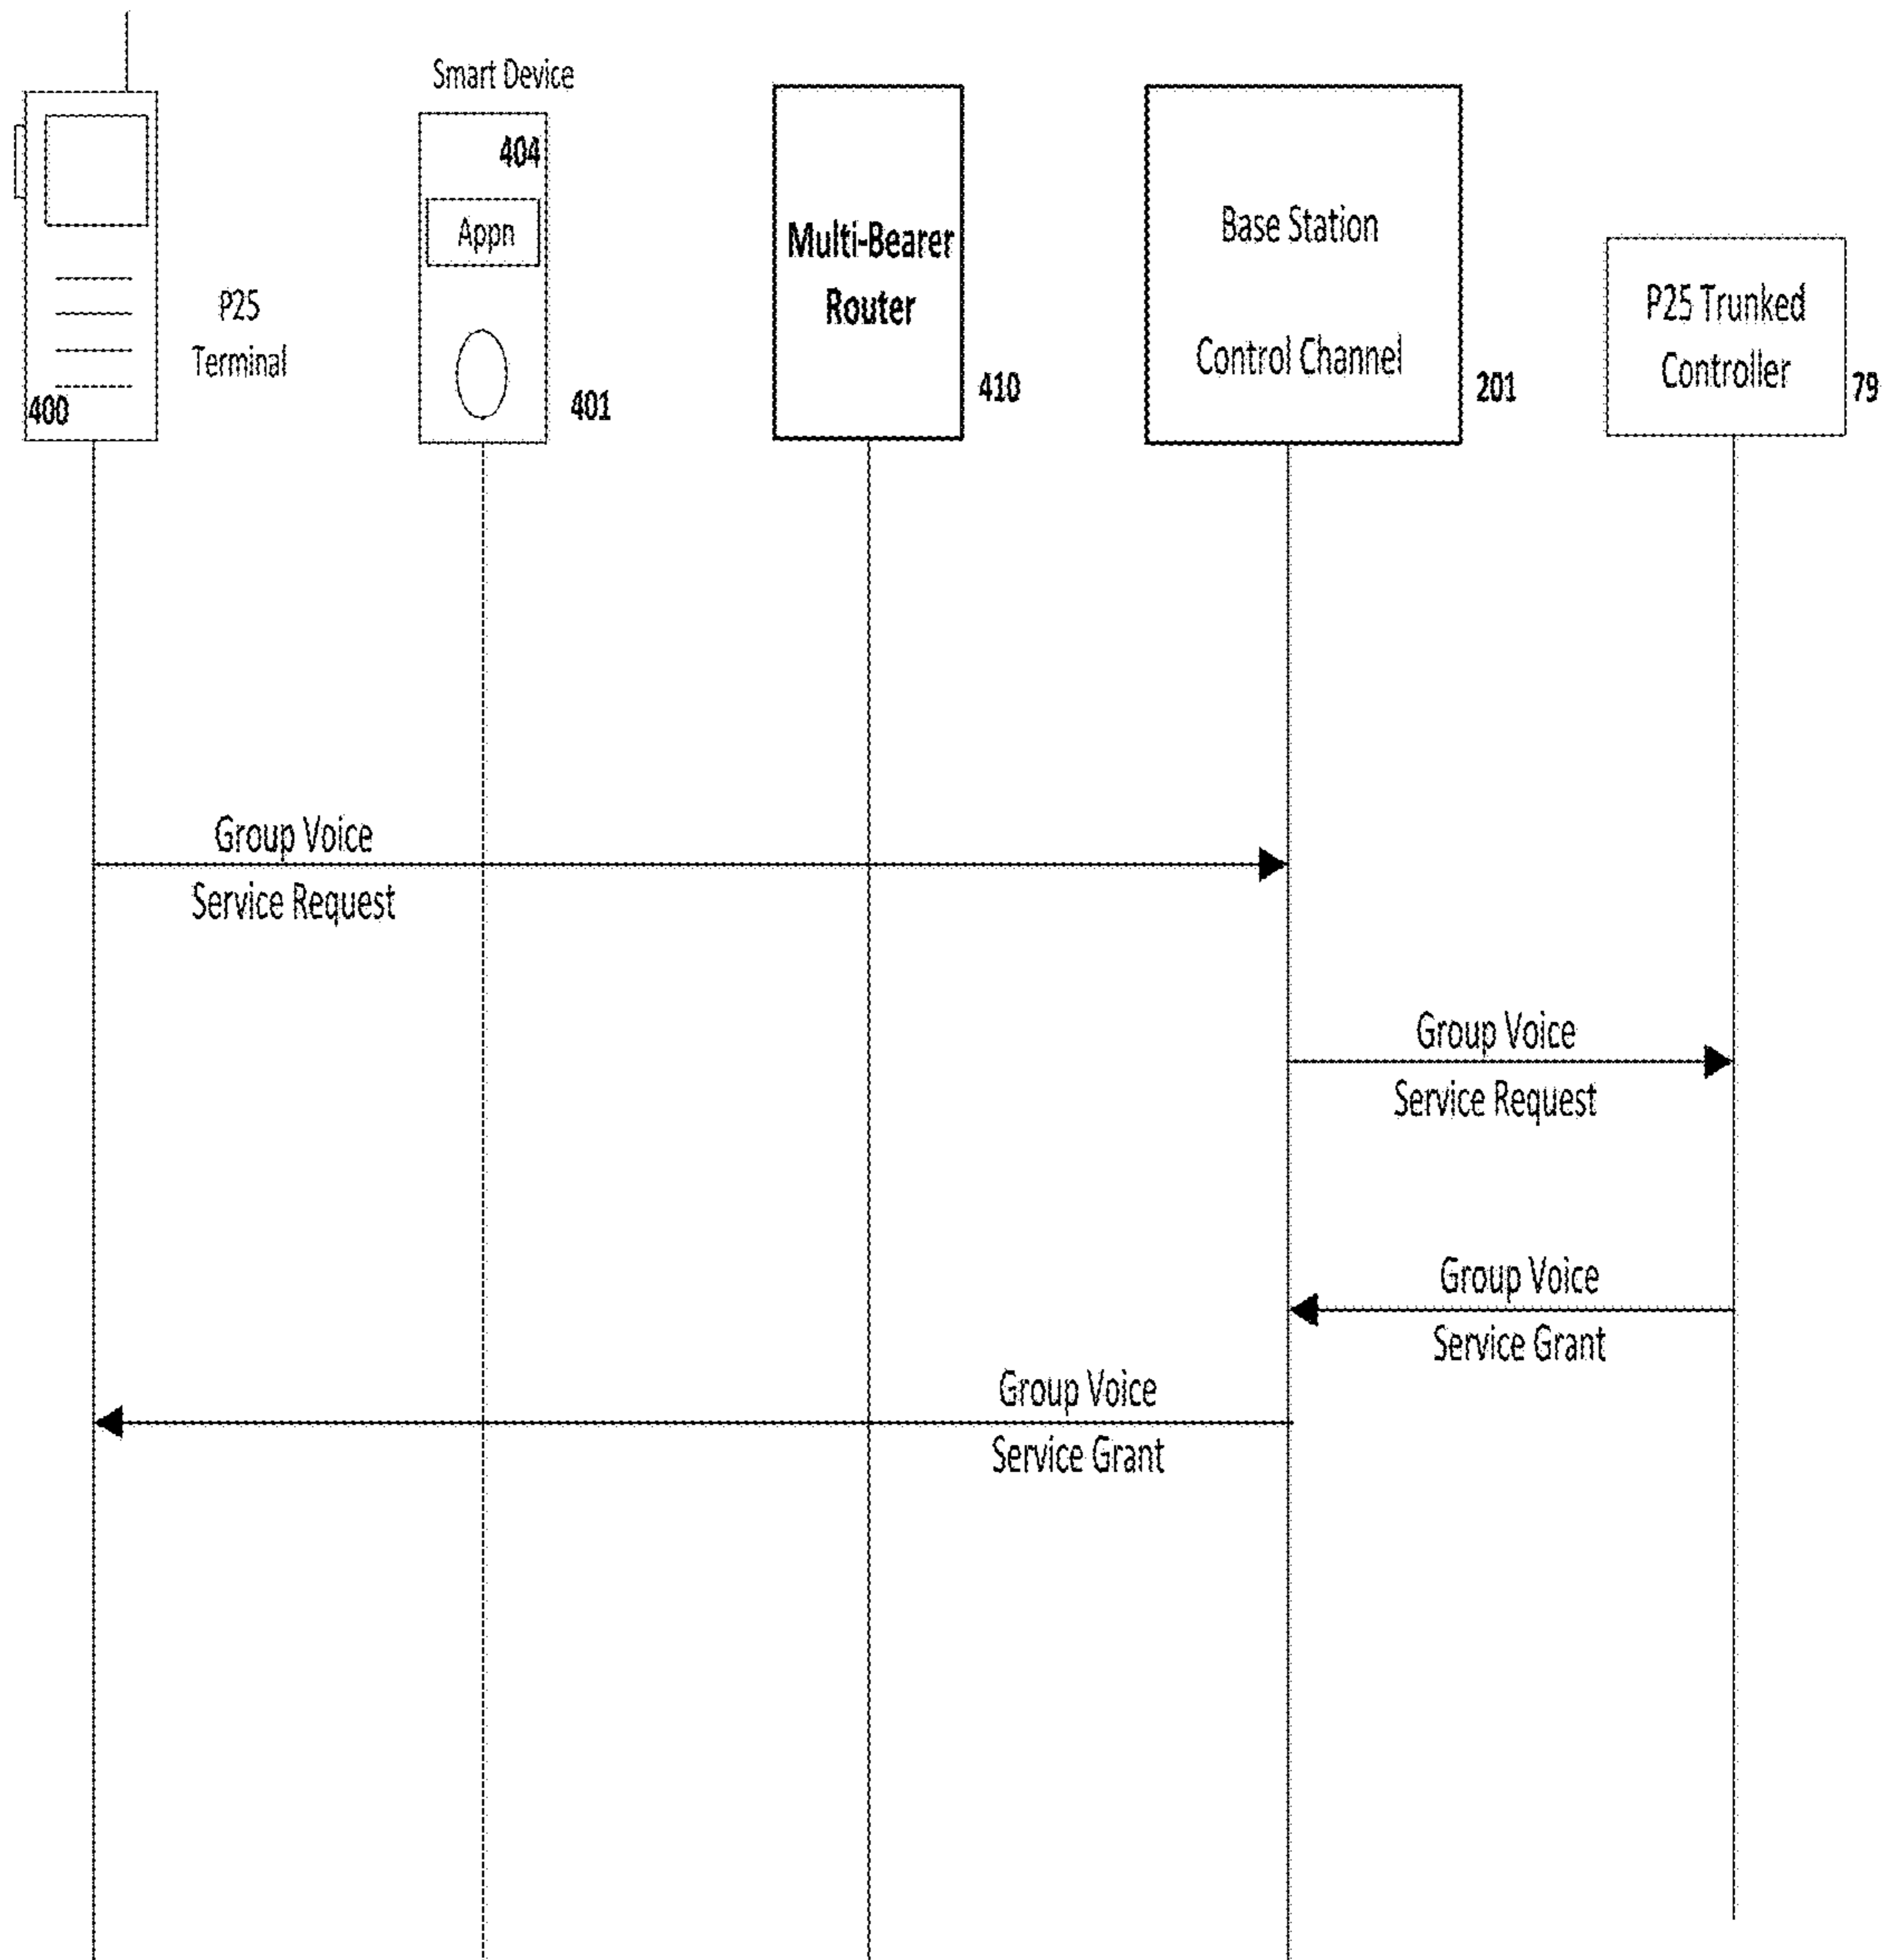 Smart Device
404
Appn
401
P25
Terminal
400
Multi-Bearer
Router
410
Base Station
Control Channel
201
P25 Trunked
Controller
79
Group Voice
Service Request
Group Voice
Service Request
Group Voice
Service Grant
Group Voice
Service Grant